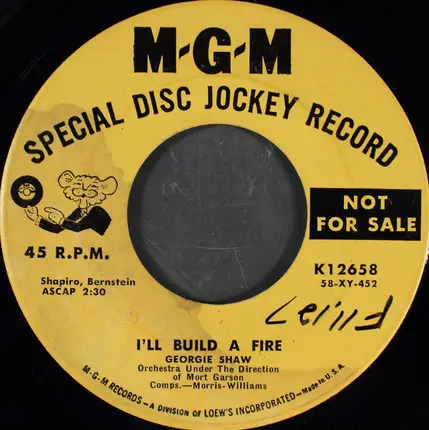 M-G-M
SPECIAL DISC JOCKEY RECORD
NOT
FOR SALE
45 R.P.M.
Shapiro, Bernstein
ASCAP 2:30
K12658
58-XY-452
I'LL BUILD A FIRE
GEORGIE SHAW
Orchestra Under The Direction
of Mort Garson
Comps.—Morris-Williams
M-G-M RECORDS—A DIVISION OF LOEW'S INCORPORATED—Made in U.S.A.